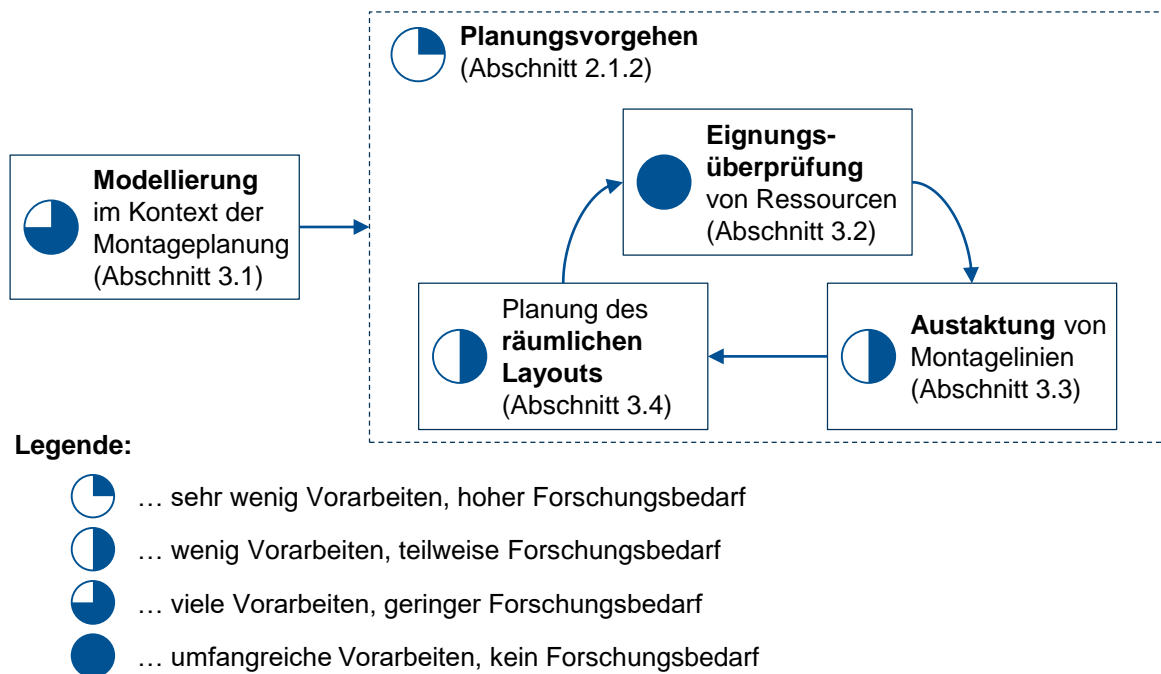 Planungsvorgehen
(Abschnitt 2.1.2)
Modellierung
im Kontext der
Montageplanung
(Abschnitt 3.1)
Eignungs-
überprüfung
von Ressourcen
(Abschnitt 3.2)
Planung des
räumlichen
Layouts
(Abschnitt 3.4)
Austaktung von
Montagelinien
(Abschnitt 3.3)
Legende:
… sehr wenig Vorarbeiten, hoher Forschungsbedarf
… wenig Vorarbeiten, teilweise Forschungsbedarf
… viele Vorarbeiten, geringer Forschungsbedarf
… umfangreiche Vorarbeiten, kein Forschungsbedarf